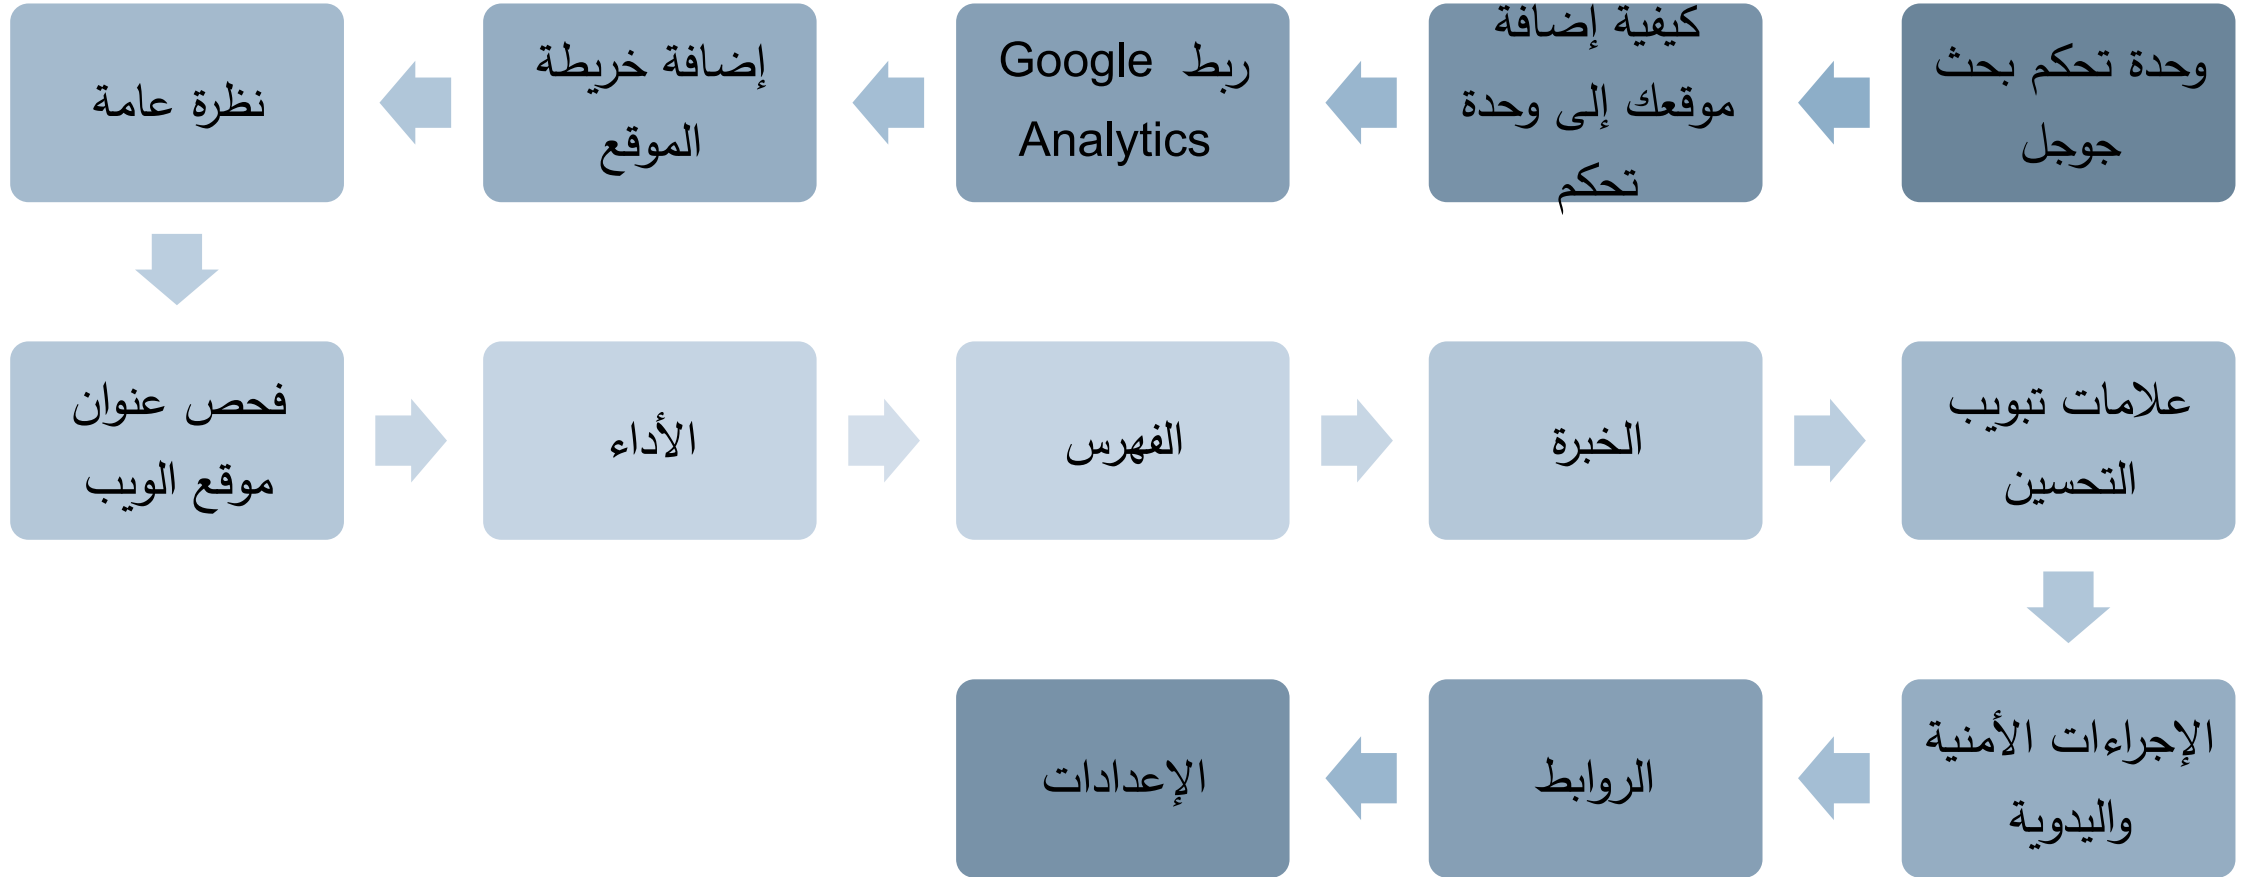 وحدة تحكم بحث
جوجل
كيفية إضافة
موقعك إلى وحدة
تحكم
ربط Google
Analytics
إضافة خريطة
الموقع
نظرة عامة
فحص عنوان
موقع الويب
الأداء
الفهرس
الخبرة
علامات تبويب
التحسين
الإجراءات الأمنية
واليدوية
الروابط
الإعدادات